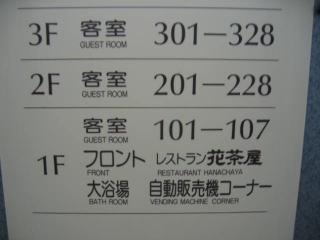 3F 客室 301－328
GUEST ROOM
2F 客室 201－228
GUEST ROOM
客室 101－107
GUEST ROOM
1F フロント レストラン花茶屋
FRONT RESTAURANT HANACHAYA
大浴場 自動販売機コーナー
BATH ROOM VENDING MACHINE CORNER